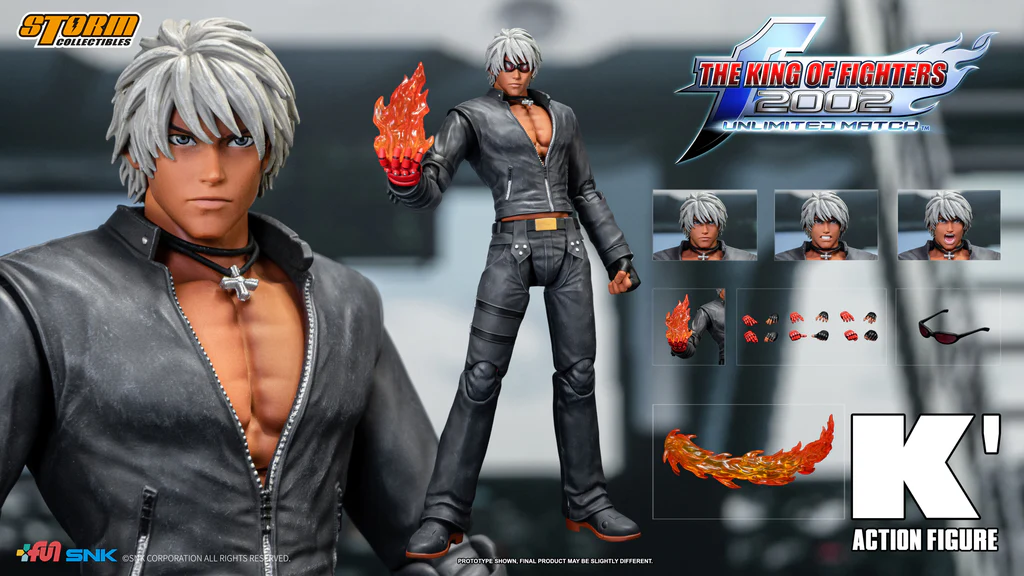 STORM
COLLECTIBLES
THE KING OF FIGHTERS
2002
UNLIMITED MATCH™
K'
ACTION FIGURE
SNK ©SNK CORPORATION ALL RIGHTS RESERVED.
PROTOTYPE SHOWN, FINAL PRODUCT MAY BE SLIGHTLY DIFFERENT.